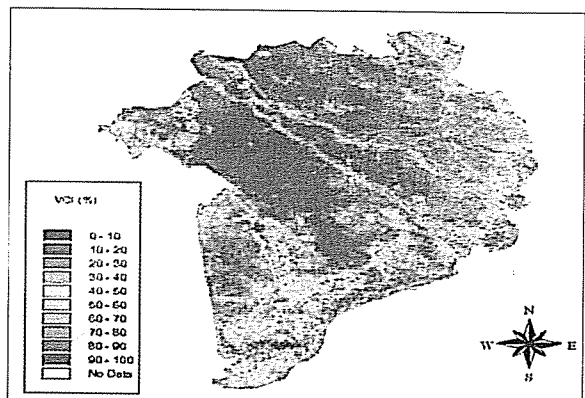 VCI (%)
0 - 10
10 - 20
20 - 30
30 - 40
40 - 50
50 - 60
60 - 70
70 - 80
80 - 90
90 - 100
No Data
N
W E
S